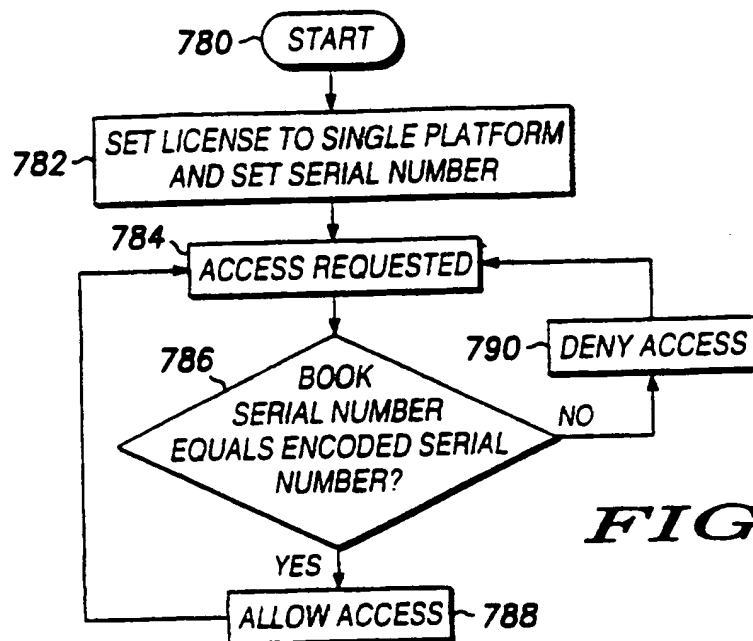 780
START
782
SET LICENSE TO SINGLE PLATFORM
AND SET SERIAL NUMBER
784
ACCESS REQUESTED
786
BOOK
SERIAL NUMBER
EQUALS ENCODED SERIAL
NUMBER?
NO
790
DENY ACCESS
YES
ALLOW ACCESS
788
FIG